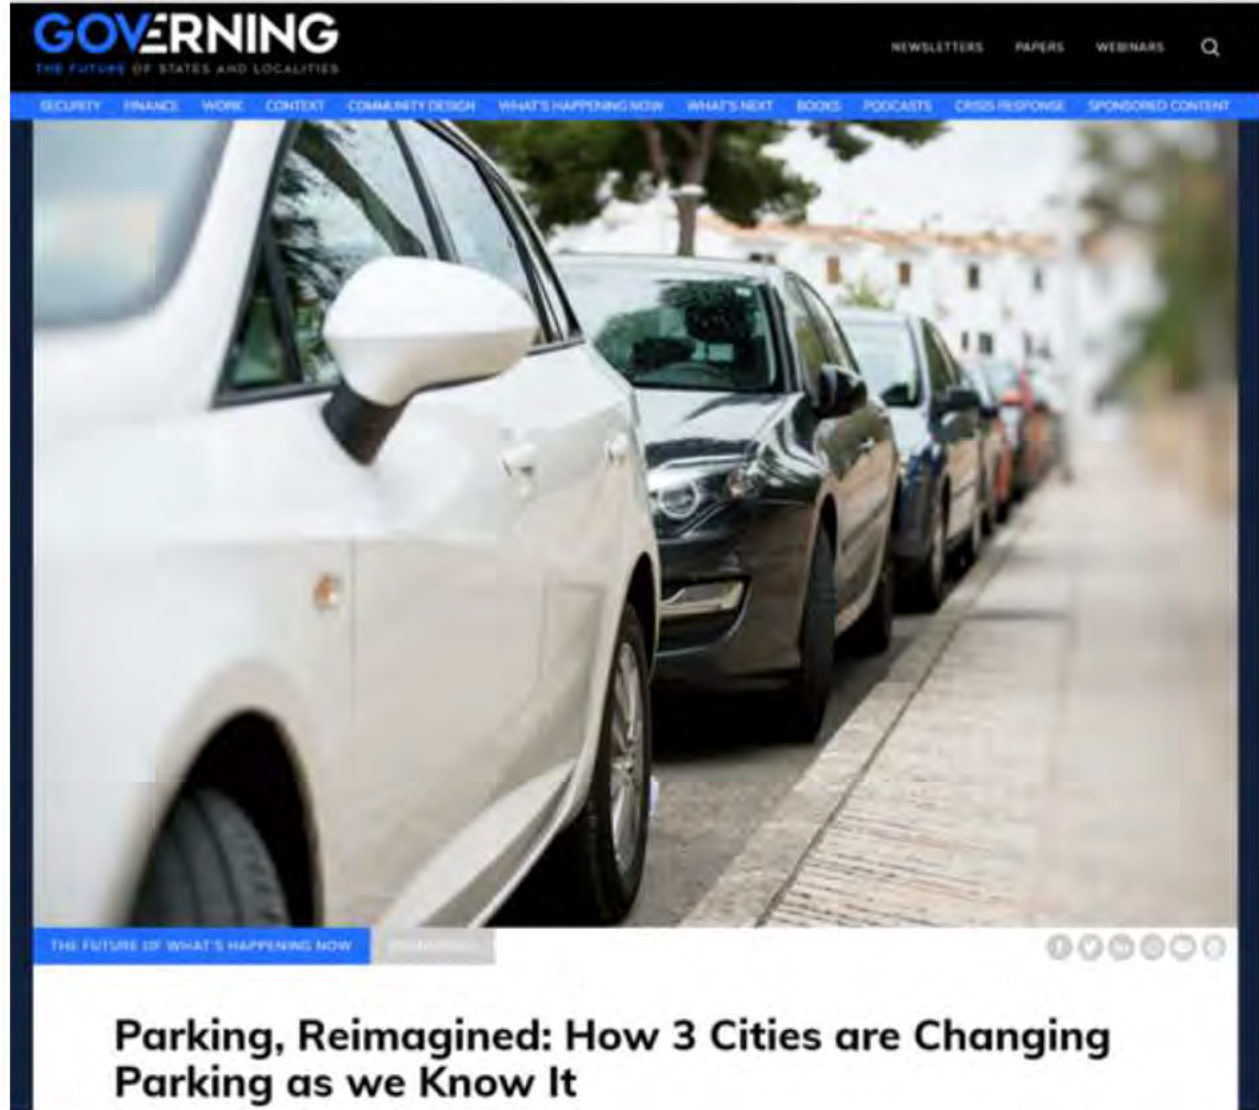 GOVERNING
THE FUTURE OF STATES AND LOCALITIES
NEWSLETTERS PAPERS WEBINARS
SECURITY FINANCE WORK CONTEXT COMMUNITY DESIGN WHAT'S HAPPENING NOW WHAT'S NEXT BOOKS PODCASTS CRISIS RESPONSE SPONSORED CONTENT
THE FUTURE OF WHAT'S HAPPENING NOW
Parking, Reimagined: How 3 Cities are Changing
Parking as we Know It